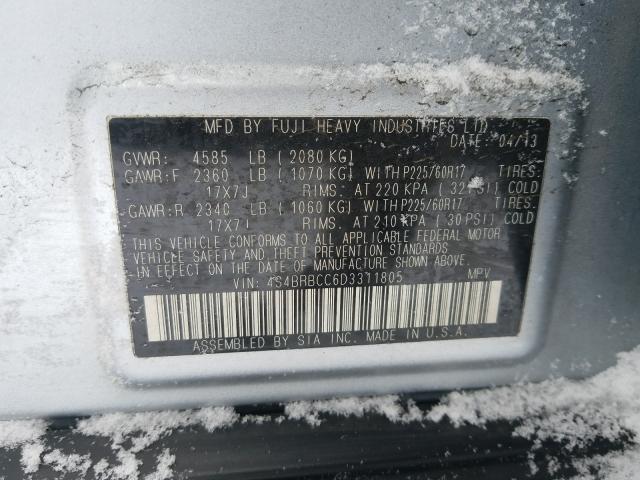 MFD BY FUJI HEAVY INDUSTRIES LTD
DATE: 04/13
GVWR: 4585 LB ( 2080 KG)
GAWR:F 2360 LB ( 1070 KG) WITH P225/60R17 TIRES:
17X7J RIMS. AT 220 KPA ( 32 PSI) COLD
GAWR:R 2340 LB ( 1060 KG) WITH P225/60R17 TIRES:
17X7J RIMS. AT 210 KPA ( 30 PSI) COLD
THIS VEHICLE CONFORMS TO ALL APPLICABLE FEDERAL MOTOR
VEHICLE SAFETY AND THEFT PREVENTION STANDARDS IN
EFFECT ON THE DATE OF MANUFACTURE SHOWN ABOVE.
VIN: 4S4BRBCC6D3311805 MPV
ASSEMBLED BY SIA INC. MADE IN U.S.A.